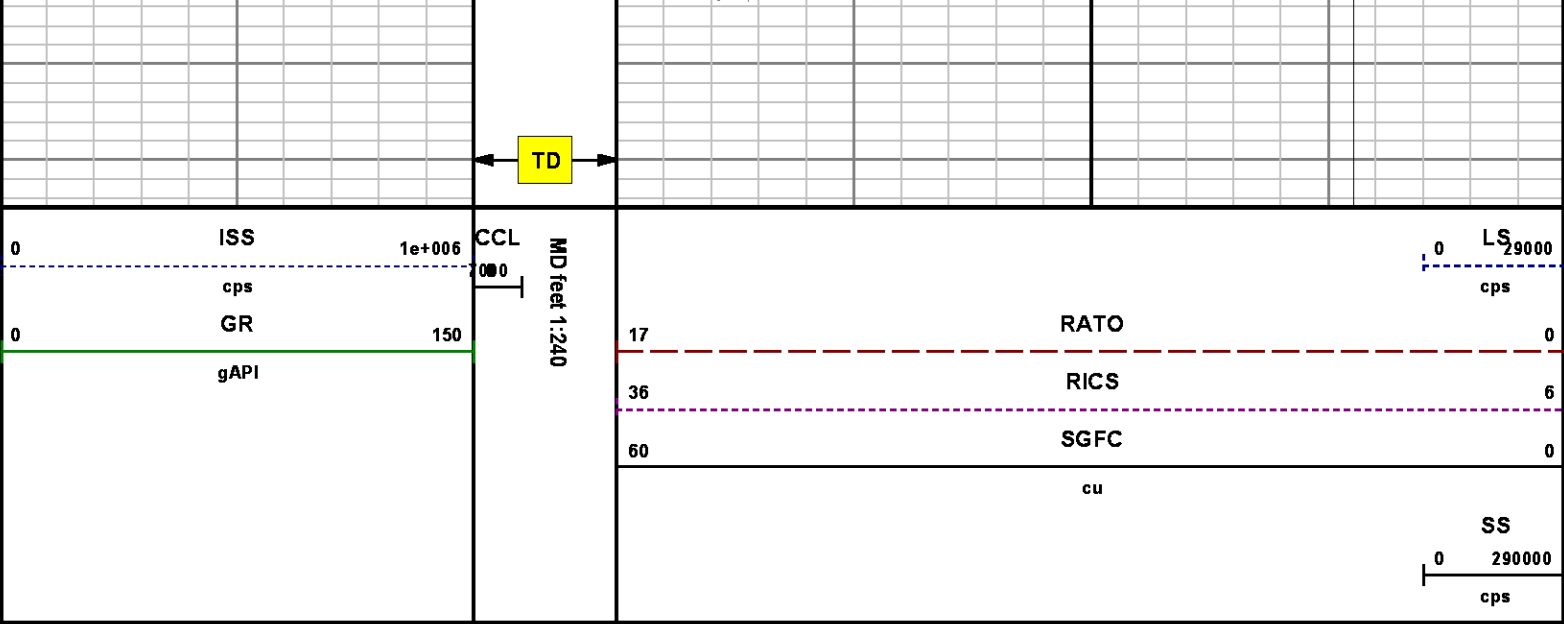 TD
ISS
0 1e+006
cps
GR
0 150
gAPI
CCL
MD feet 1:240
LS
0 29000
cps
RATO
17 0
RICS
36 6
SGFC
60 0
cu
SS
0 290000
cps